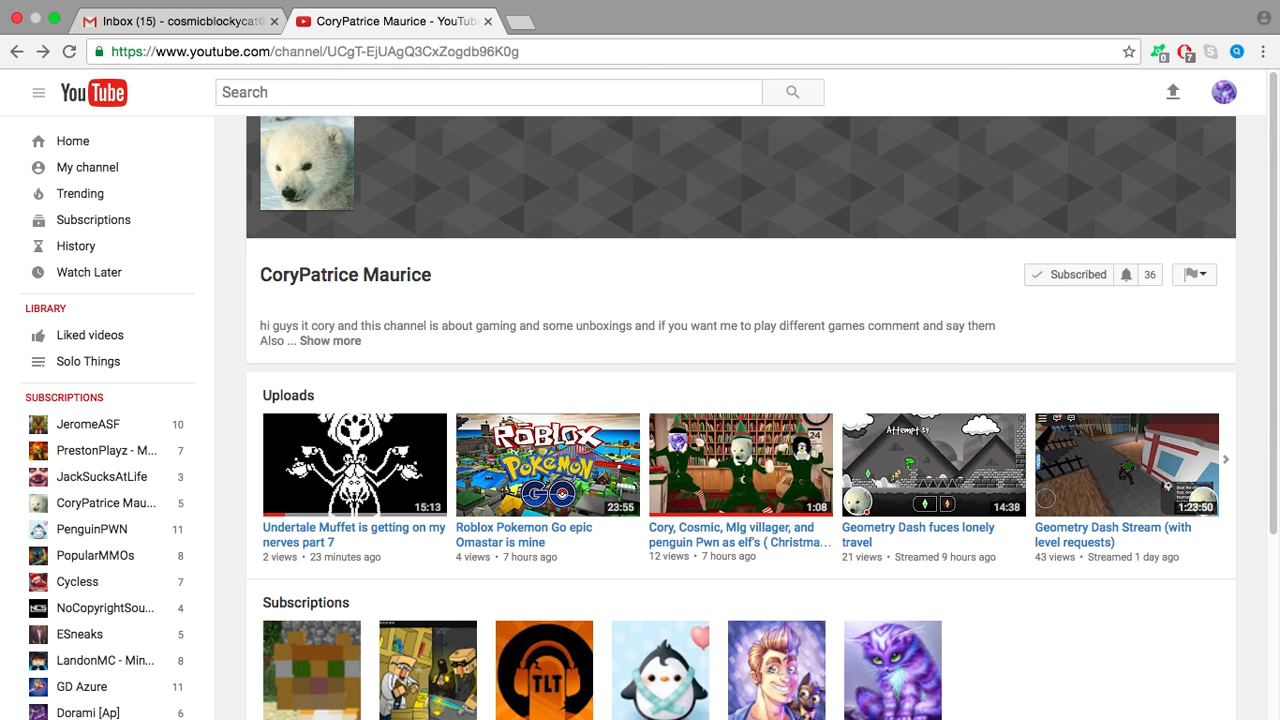 Inbox (15) - cosmicblockycat
CoryPatrice Maurice - YouTub
https://www.youtube.com/channel/UCgT-EjUAgQ3CxZogdb96K0g
0
7
YouTube
Search
Home
My channel
Trending
Subscriptions
History
Watch Later
LIBRARY
Liked videos
Solo Things
SUBSCRIPTIONS
JeromeASF 10
PrestonPlayz - M... 7
JackSucksAtLife 3
CoryPatrice Mau... 5
PenguinPWN 11
PopularMMOs 8
Cycless 7
NoCopyrightSou... 4
ESneaks 5
LandonMC - Min... 8
GD Azure 11
Dorami [Ap] 6
CoryPatrice Maurice
Subscribed 36
hi guys it cory and this channel is about gaming and some unboxings and if you want me to play different games comment and say them
Also ... Show more
Uploads
15:13
Undertale Muffet is getting on my
nerves part 7
2 views • 23 minutes ago
ROBLOX
POKÉMON
GO
23:55
Roblox Pokemon Go epic
Omastar is mine
4 views • 7 hours ago
24
1:08
Cory, Cosmic, Mlg villager, and
penguin Pwn as elf's ( Christma...
12 views • 7 hours ago
Attempt 39
14:38
Geometry Dash fuces lonely
travel
21 views • Streamed 9 hours ago
1:23:50
Geometry Dash Stream (with
level requests)
43 views • Streamed 1 day ago
Subscriptions
TLT